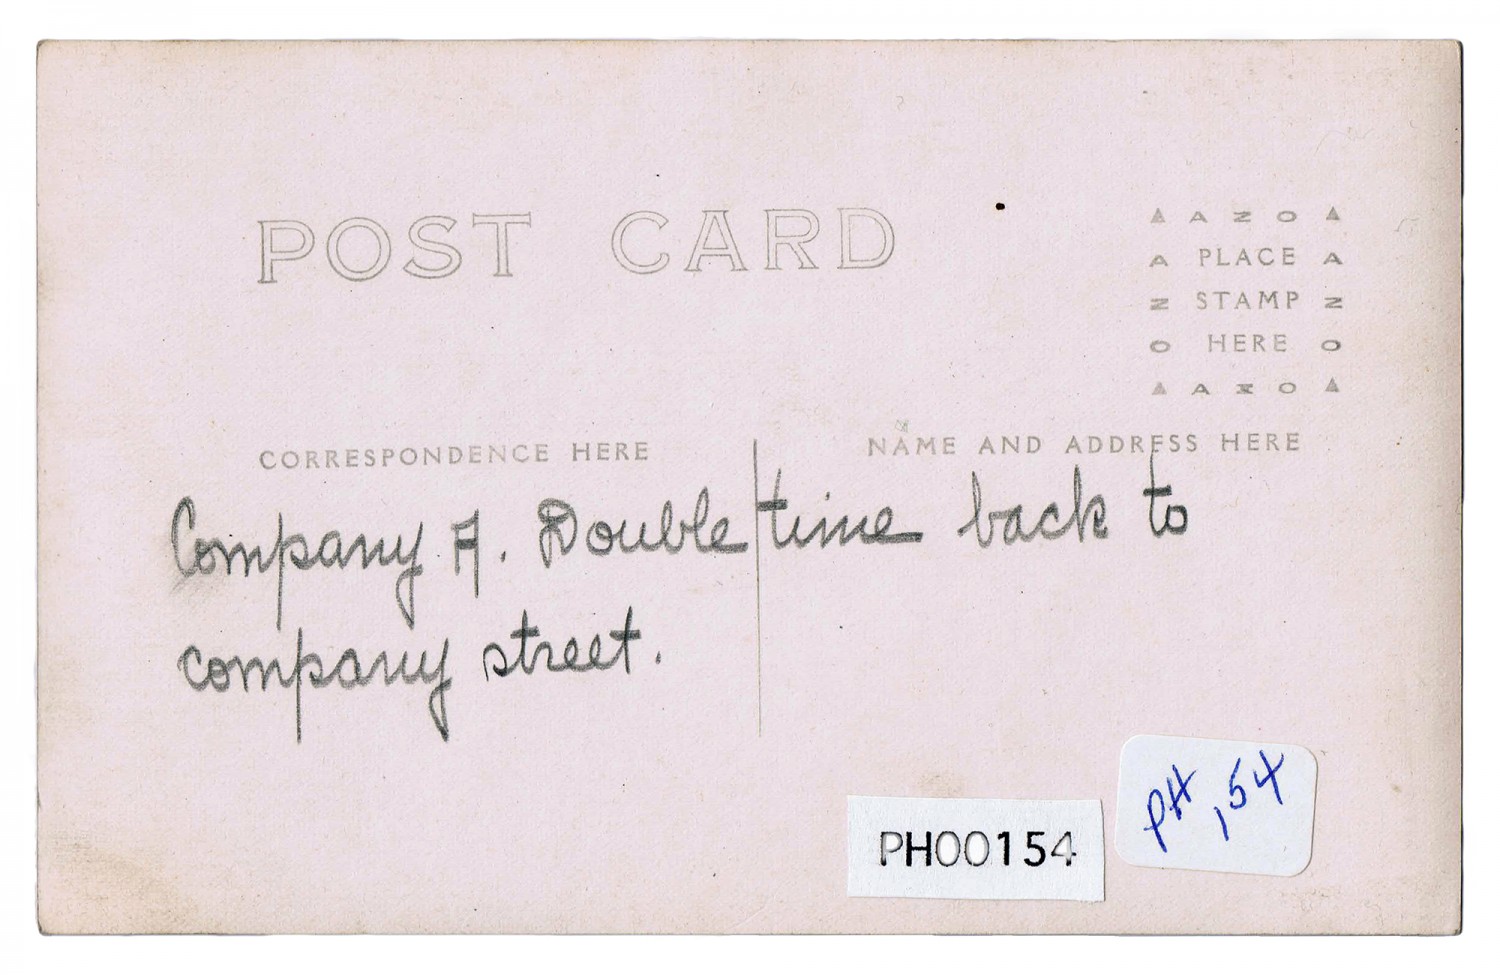 POST CARD
▲ A Z O ▲
A PLACE A
Z STAMP Z
O HERE O
▲ A Z O ▲
CORRESPONDENCE HERE
NAME AND ADDRESS HERE
Company A. Double time back to
company street.
PH00154
PH 154